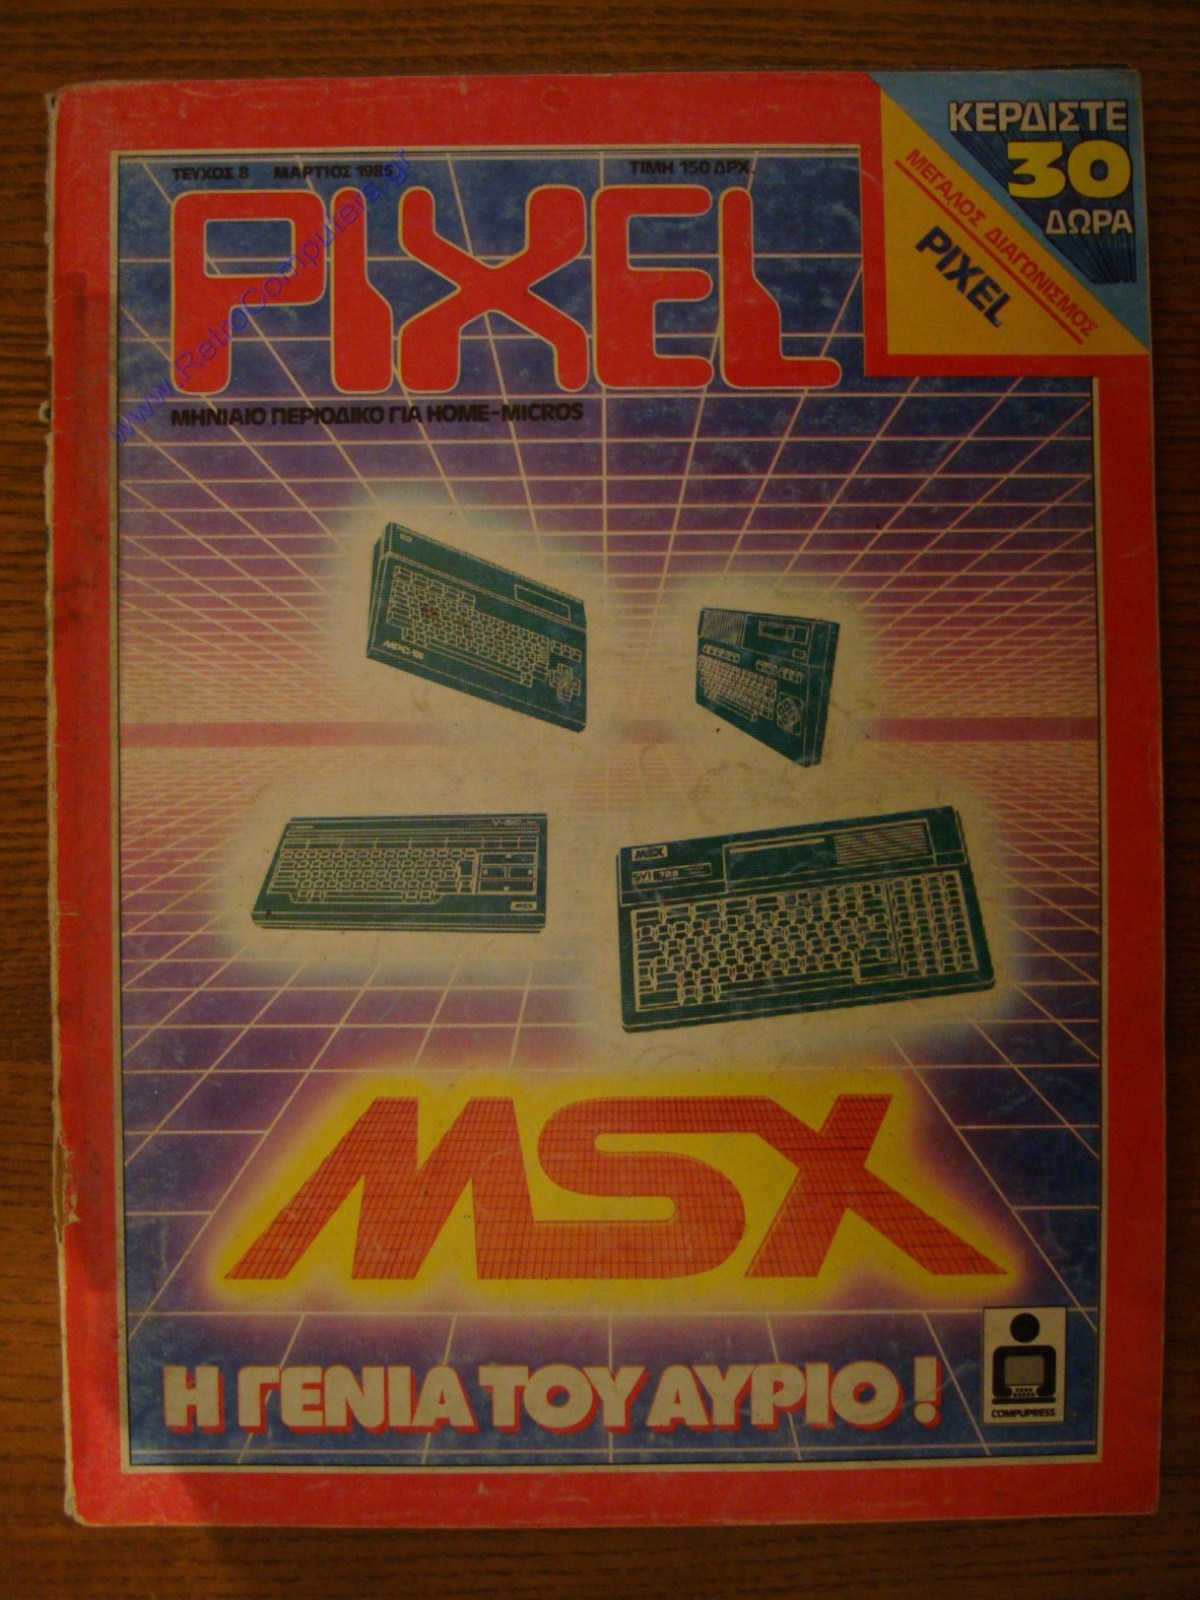 ΤΕΥΧΟΣ 8 ΜΑΡΤΙΟΣ 1985 ΤΙΜΗ 150 ΔΡΧ.
PIXEL
ΜΗΝΙΑΙΟ ΠΕΡΙΟΔΙΚΟ ΓΙΑ HOME-MICROS
ΚΕΡΔΙΣΤΕ
30
ΔΩΡΑ
ΜΕΓΑΛΟΣ ΔΙΑΓΩΝΙΣΜΟΣ
PIXEL
www.RetroComputers.gr
MSX
SVI 728
MSX
MSX
Η ΓΕΝΙΑ ΤΟΥ ΑΥΡΙΟ!
COMPUPRESS